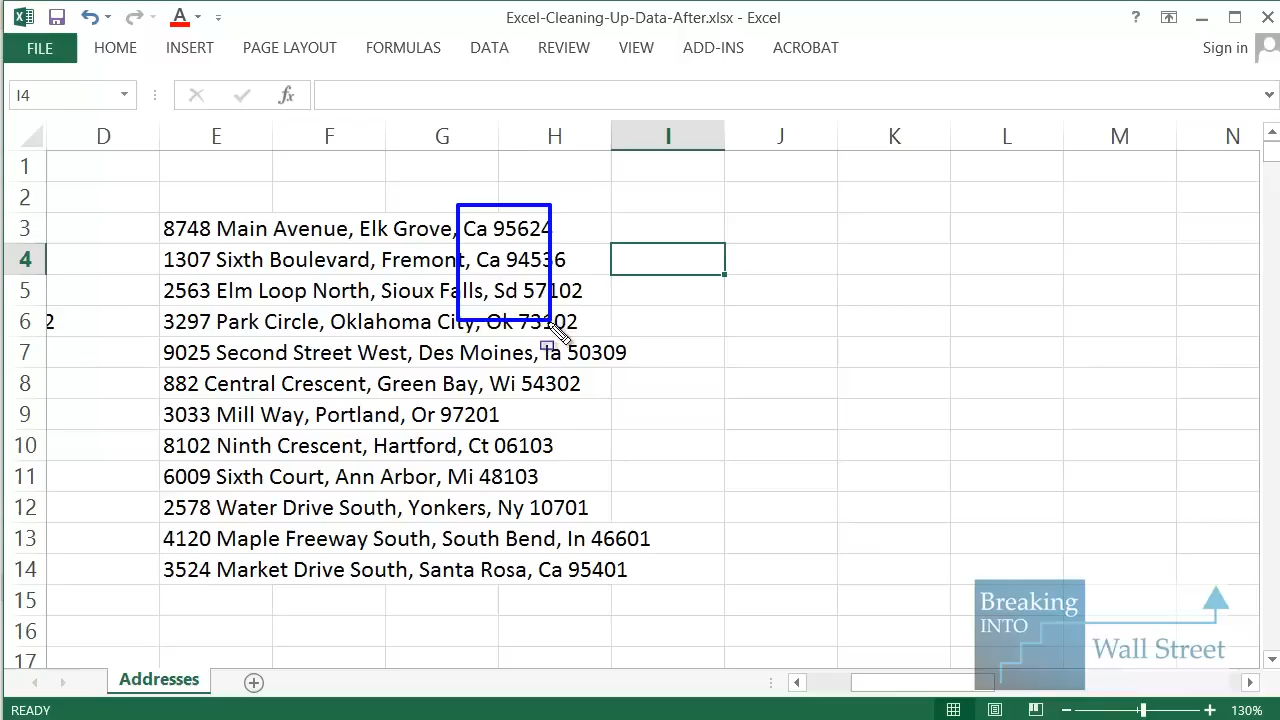 Excel-Cleaning-Up-Data-After.xlsx - Excel
?
FILE HOME INSERT PAGE LAYOUT FORMULAS DATA REVIEW VIEW ADD-INS ACROBAT Sign in
I4 fx
D E F G H I J K L M N
1
2
3 8748 Main Avenue, Elk Grove, Ca 95624
4 1307 Sixth Boulevard, Fremont, Ca 94536
5 2563 Elm Loop North, Sioux Falls, Sd 57102
6 2 3297 Park Circle, Oklahoma City, Ok 73102
7 9025 Second Street West, Des Moines, Ia 50309
8 882 Central Crescent, Green Bay, Wi 54302
9 3033 Mill Way, Portland, Or 97201
10 8102 Ninth Crescent, Hartford, Ct 06103
11 6009 Sixth Court, Ann Arbor, Mi 48103
12 2578 Water Drive South, Yonkers, Ny 10701
13 4120 Maple Freeway South, South Bend, In 46601
14 3524 Market Drive South, Santa Rosa, Ca 95401
15
16
17
Breaking
INTO
Wall Street
Addresses
READY 130%